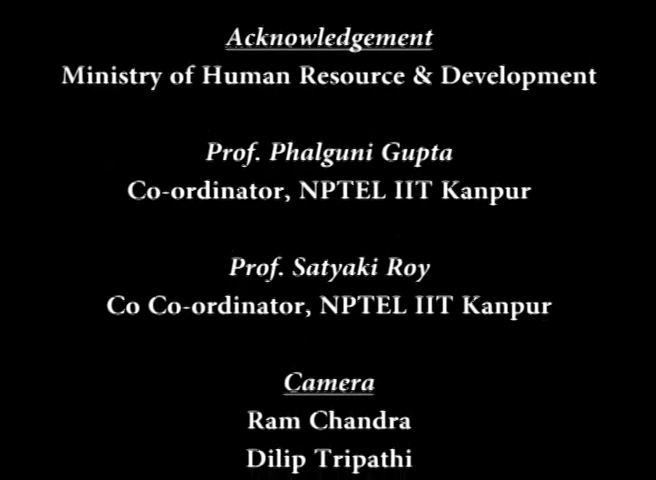 Acknowledgement
Ministry of Human Resource & Development
Prof. Phalguni Gupta
Co-ordinator, NPTEL IIT Kanpur
Prof. Satyaki Roy
Co Co-ordinator, NPTEL IIT Kanpur
Camera
Ram Chandra
Dilip Tripathi